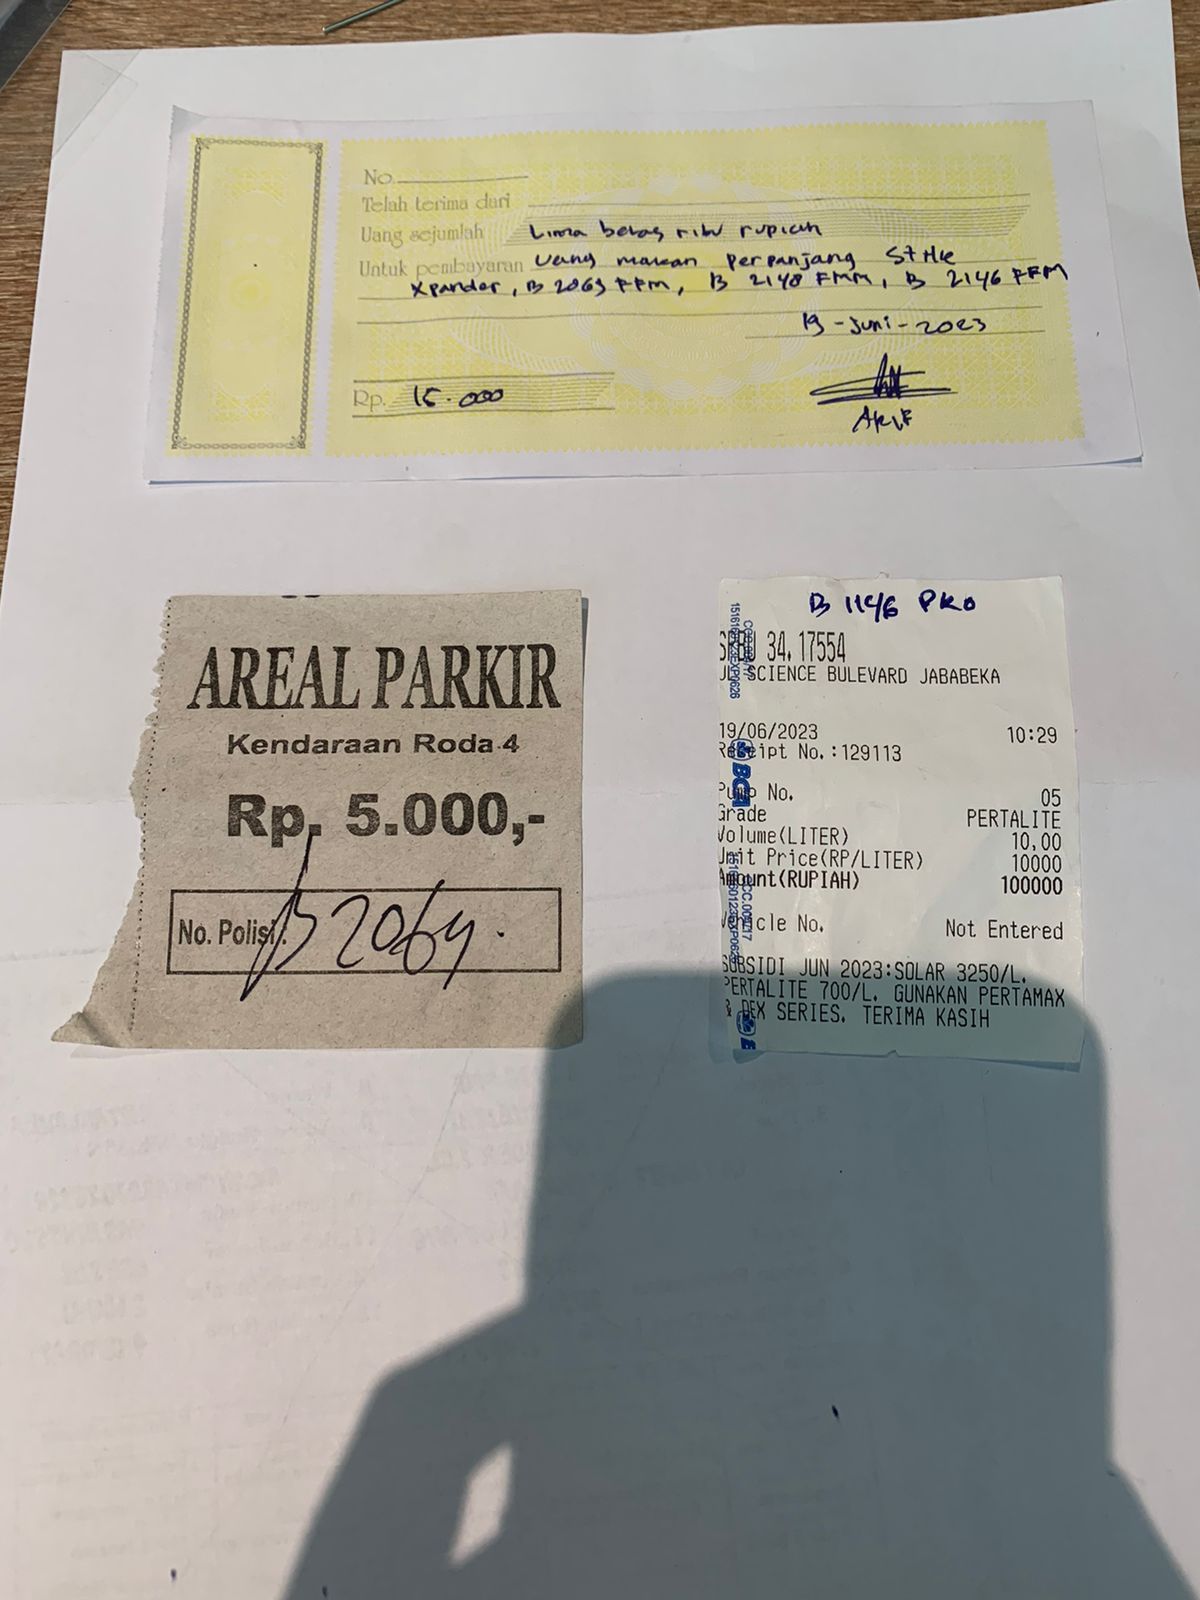 No.
Telah terima dari
Uang sejumlah Lima belas ribu rupiah
Untuk pembayaran Uang makan perpanjang STNK
Xpander, B 2069 FFM, B 2148 FMM, B 2146 FFM
19 - Juni - 2023
Rp. 15.000
Akif
AREAL PARKIR
Kendaraan Roda 4
Rp. 5.000,-
No. Polisi: B 2064.
B 1146 PKO
SPBU 34.17554
JL SCIENCE BULEVARD JABABEKA
19/06/2023 10:29
Receipt No.:129113
Pump No. 05
Grade PERTALITE
Volume(LITER) 10,00
Unit Price(RP/LITER) 10000
Amount(RUPIAH) 100000
Vehicle No. Not Entered
SUBSIDI JUN 2023:SOLAR 3250/L.
PERTALITE 700/L. GUNAKAN PERTAMAX
& DEX SERIES. TERIMA KASIH
BCA